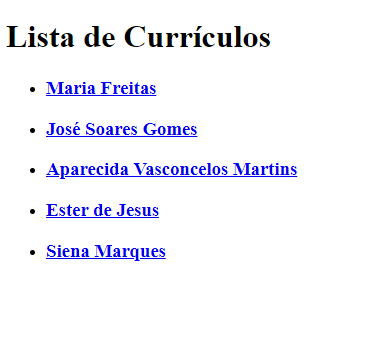 Lista de Currículos
Maria Freitas
José Soares Gomes
Aparecida Vasconcelos Martins
Ester de Jesus
Siena Marques